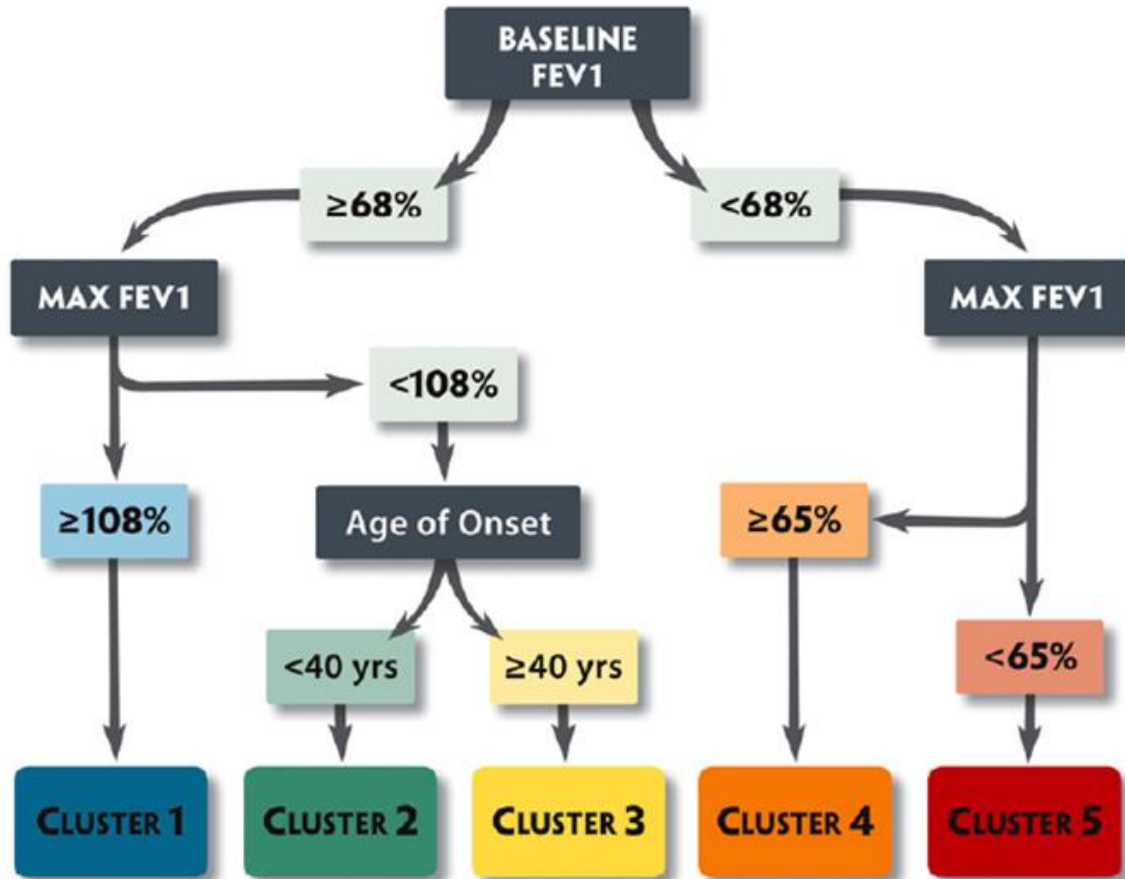 BASELINE
FEV1
≥68%
<68%
MAX FEV1
MAX FEV1
<108%
≥108%
Age of Onset
≥65%
<40 yrs
≥40 yrs
<65%
CLUSTER 1
CLUSTER 2
CLUSTER 3
CLUSTER 4
CLUSTER 5